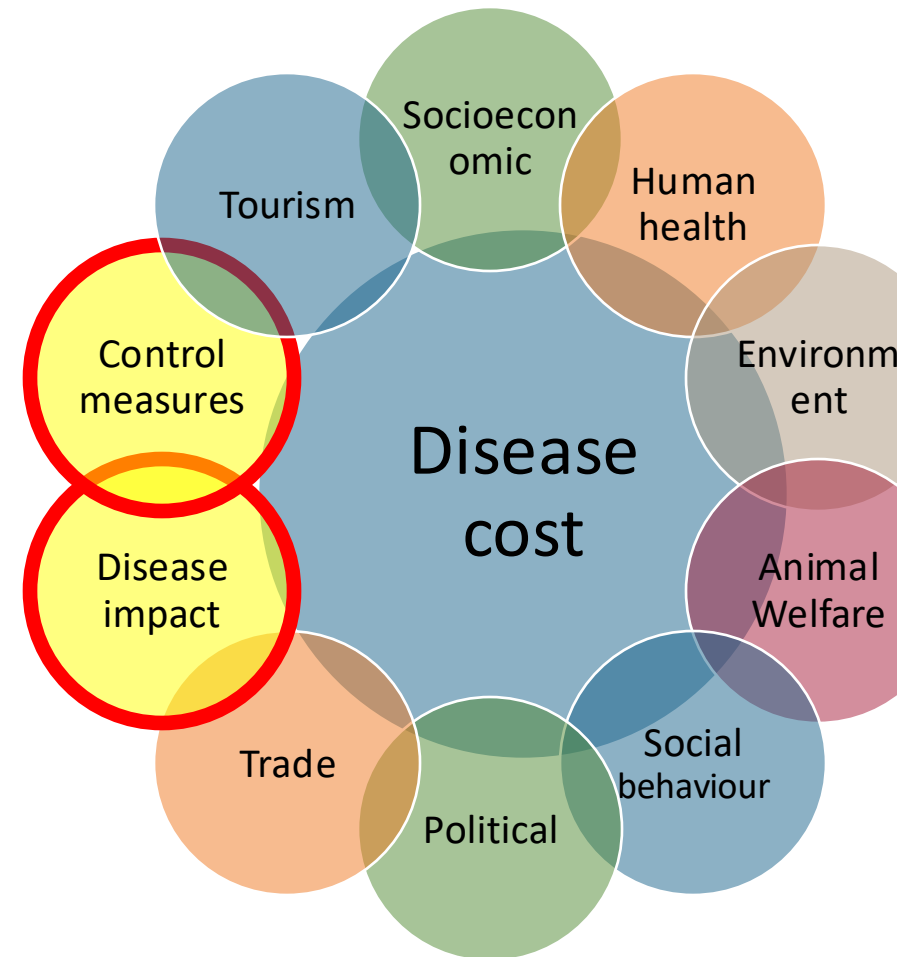 Socioecon
omic
Human
health
Environm
ent
Animal
Welfare
Social
behaviour
Political
Trade
Disease
impact
Control
measures
Tourism
Disease
cost